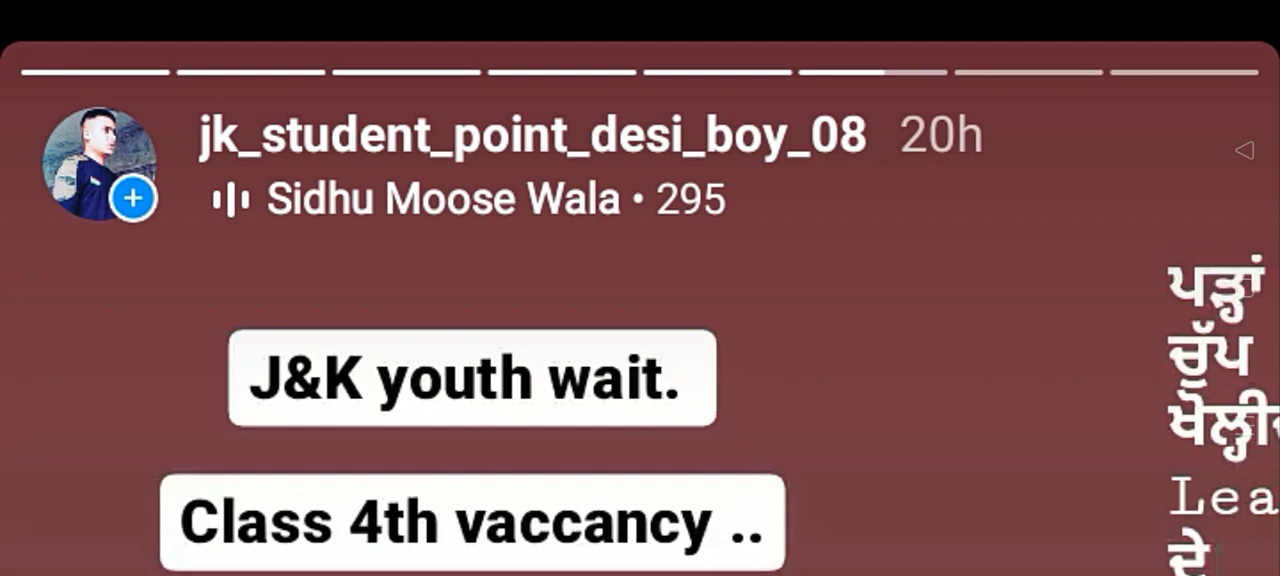 jk_student_point_desi_boy_08 20h
Sidhu Moose Wala • 295
J&K youth wait.
Class 4th vaccancy ..
ਪੜ੍ਹਾਂ
ਚੁੱਪ
Lea
ਦੇ